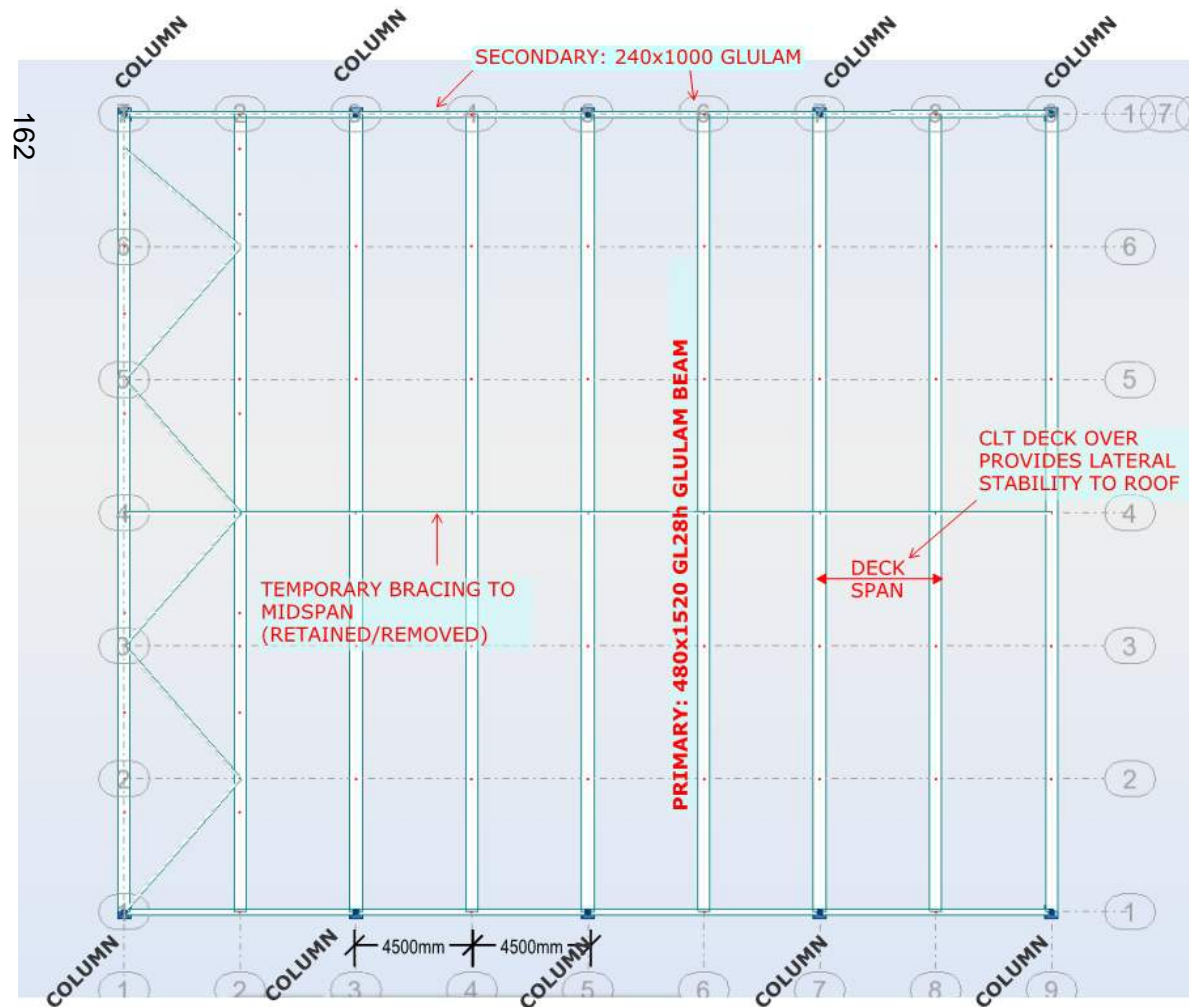 COLUMN
COLUMN
COLUMN
COLUMN
SECONDARY: 240x1000 GLULAM
162
2
3
4
5
6
7
8
1
7
6
6
5
5
PRIMARY: 480x1520 GL28h GLULAM BEAM
CLT DECK OVER
PROVIDES LATERAL
STABILITY TO ROOF
4
4
DECK
SPAN
TEMPORARY BRACING TO
MIDSPAN
(RETAINED/REMOVED)
3
3
2
2
1
1
4500mm
4500mm
COLUMN
COLUMN
COLUMN
COLUMN
COLUMN
1
2
3
4
5
6
7
8
9